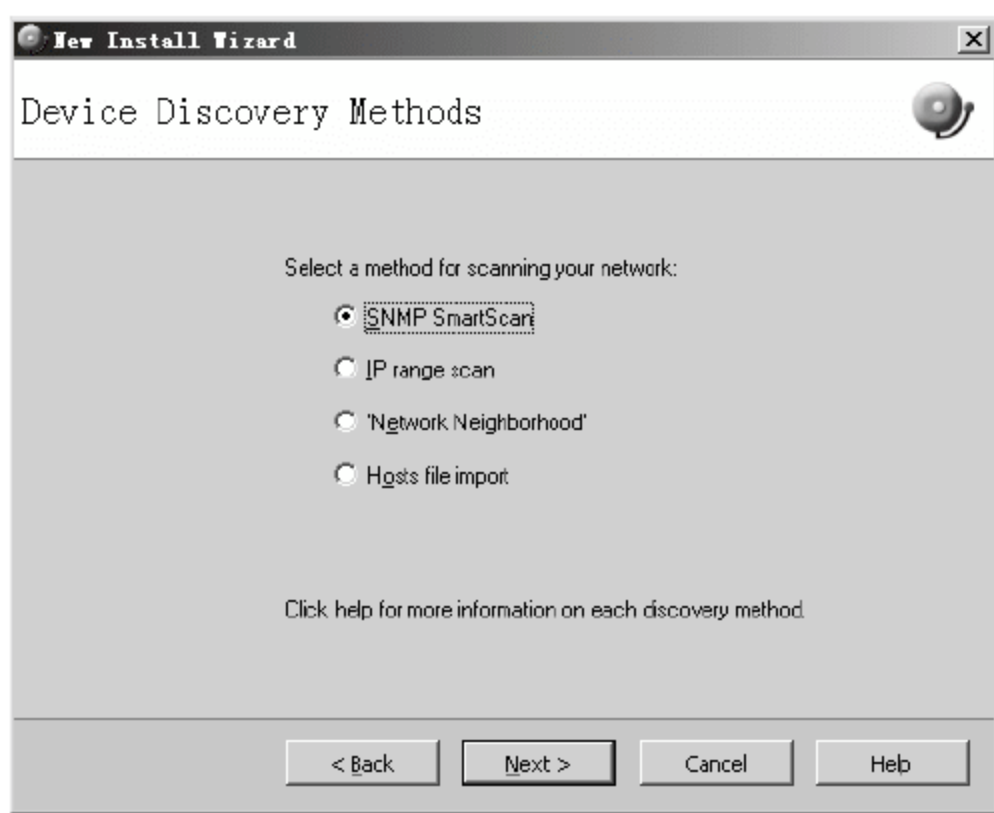 New Install Wizard
Device Discovery Methods
Select a method for scanning your network:
SNMP SmartScan
IP range scan
'Network Neighborhood'
Hosts file import
Click help for more information on each discovery method.
< Back Next > Cancel Help